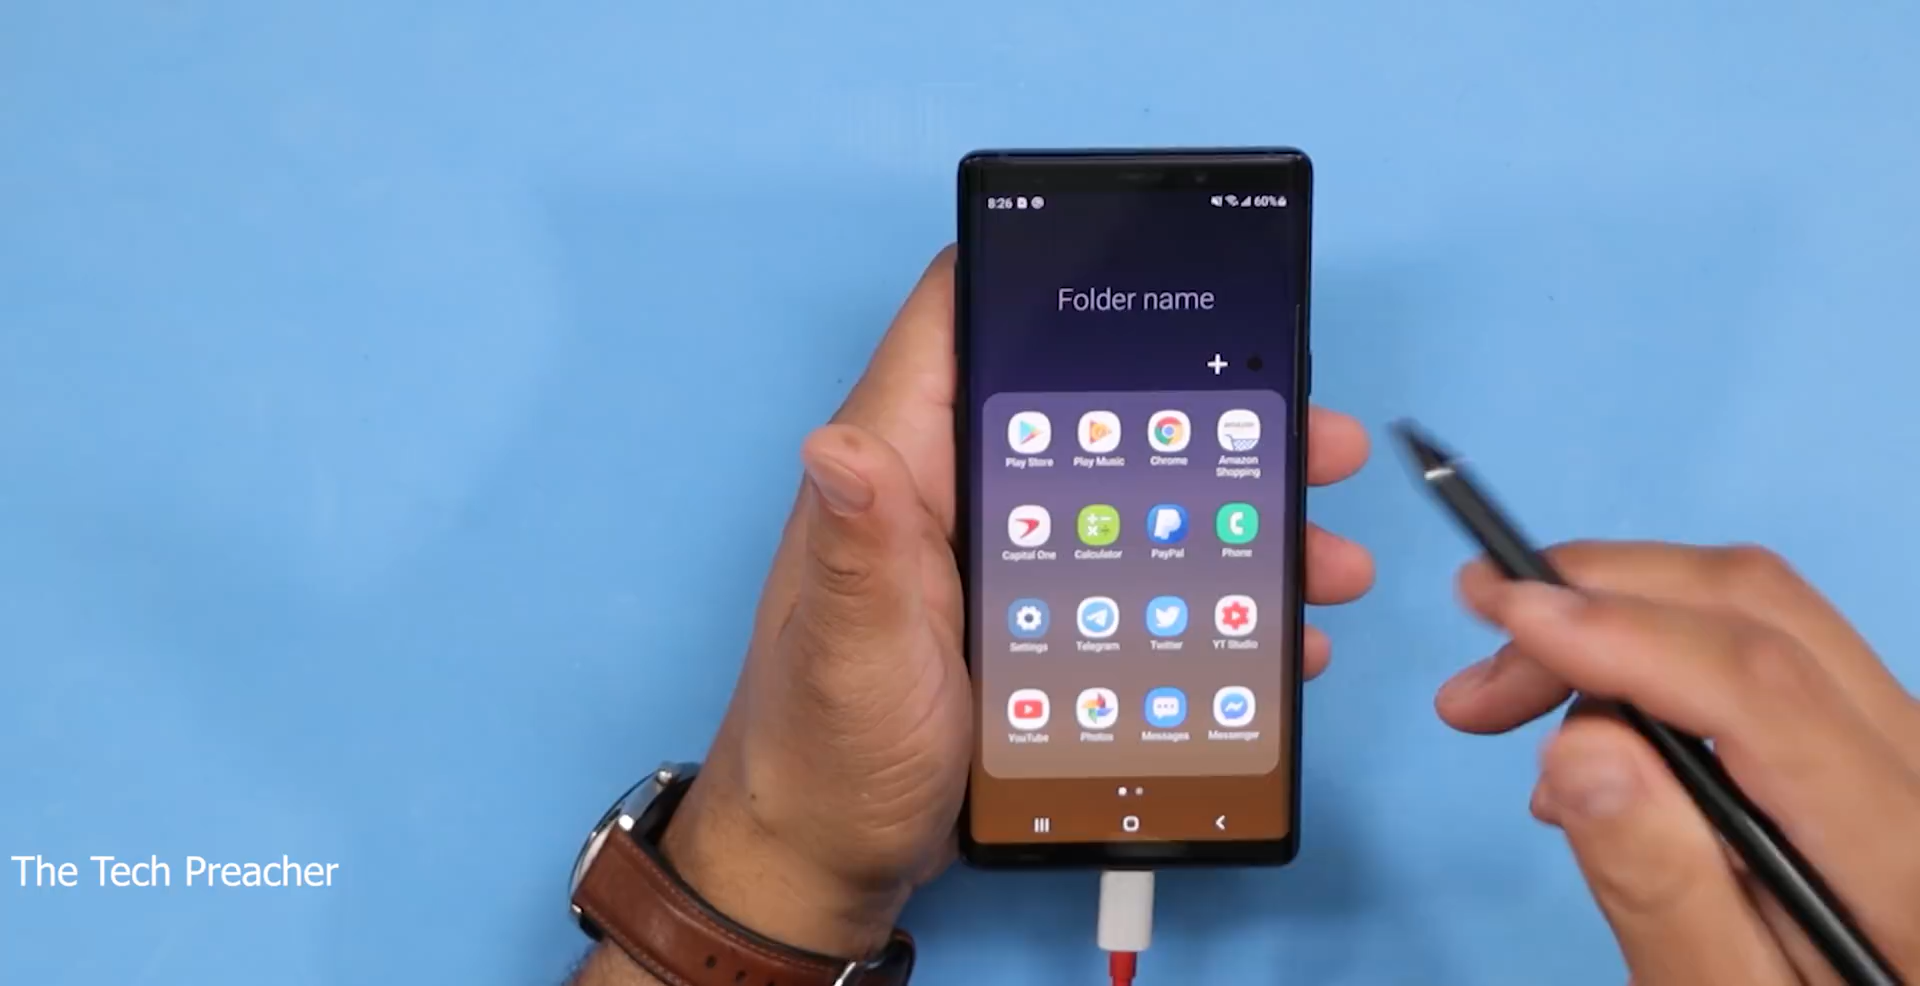 8:26
60%
Folder name
Play Store
Play Music
Chrome
amazon
Amazon
Shopping
Capital One
Calculator
PayPal
Phone
Settings
Telegram
Twitter
YT Studio
YouTube
Photos
Messages
Messenger
The Tech Preacher